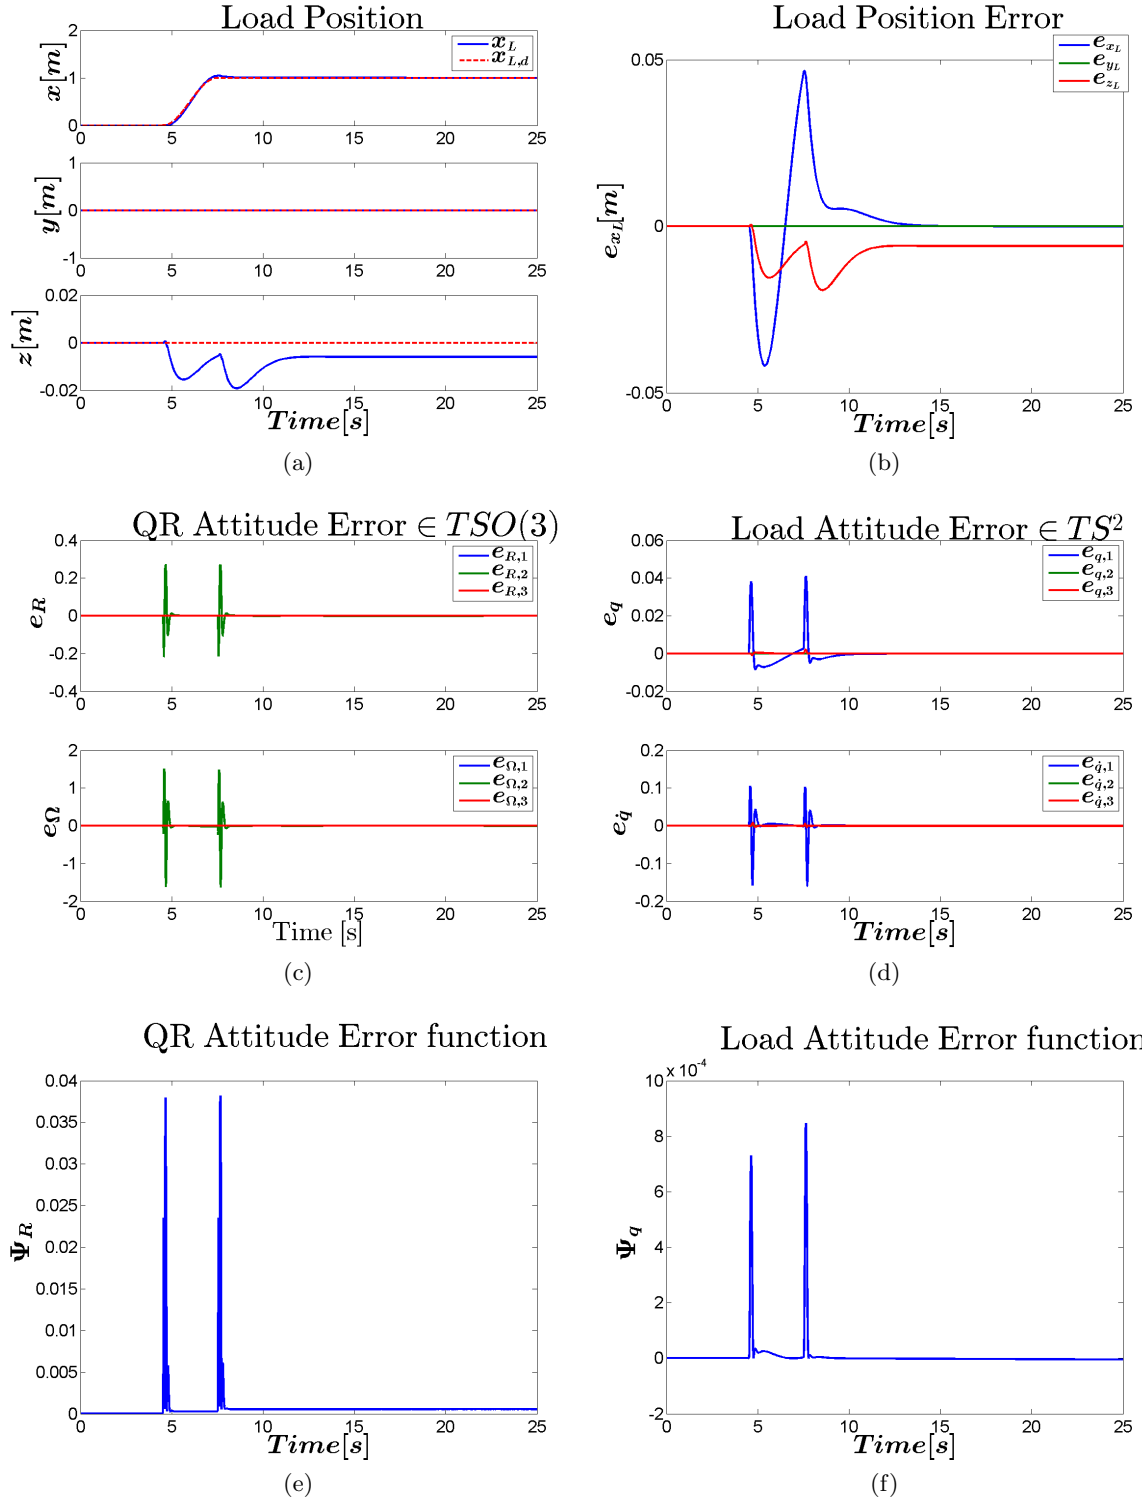 Load Position
2
1
0
x[m]
x_L
x_{L,d}
0 5 10 15 20 25
1
0
-1
y[m]
0 5 10 15 20 25
0.02
0
-0.02
z[m]
0 5 10 15 20 25
Time[s]
(a)
Load Position Error
0.05
0
-0.05
e_{x_L}[m]
e_{x_L}
e_{y_L}
e_{z_L}
0 5 10 15 20 25
Time[s]
(b)
QR Attitude Error ∈ TSO(3)
0.4
0.2
0
-0.2
-0.4
e_R
e_{R,1}
e_{R,2}
e_{R,3}
0 5 10 15 20 25
2
1
0
-1
-2
e_Ω
e_{Ω,1}
e_{Ω,2}
e_{Ω,3}
0 5 10 15 20 25
Time [s]
(c)
Load Attitude Error ∈ TS²
0.06
0.04
0.02
0
-0.02
e_q
e_{q,1}
e_{q,2}
e_{q,3}
0 5 10 15 20 25
0.2
0.1
0
-0.1
-0.2
e_q̇
e_{q̇,1}
e_{q̇,2}
e_{q̇,3}
0 5 10 15 20 25
Time[s]
(d)
QR Attitude Error function
0.04
0.035
0.03
0.025
0.02
0.015
0.01
0.005
0
Ψ_R
0 5 10 15 20 25
Time[s]
(e)
Load Attitude Error function
10 x 10⁻⁴
8
6
4
2
0
-2
Ψ_q
0 5 10 15 20 25
Time[s]
(f)